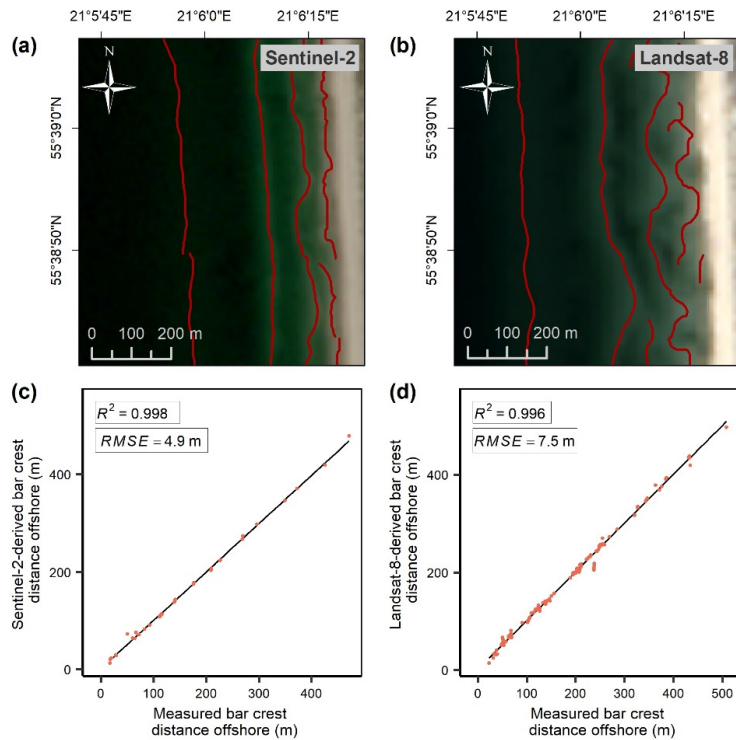 21°5'45"E 21°6'0"E 21°6'15"E 21°5'45"E 21°6'0"E 21°6'15"E
(a)
N
Sentinel-2
55°39'0"N
55°38'50"N
0 100 200 m
(b)
N
Landsat-8
55°39'0"N
55°38'50"N
0 100 200 m
(c)
R² = 0.998
RMSE = 4.9 m
Sentinel-2-derived bar crest
distance offshore (m)
400
200
0
0 100 200 300 400
Measured bar crest
distance offshore (m)
(d)
R² = 0.996
RMSE = 7.5 m
Landsat-8-derived bar crest
distance offshore (m)
400
200
0
0 100 200 300 400 500
Measured bar crest
distance offshore (m)